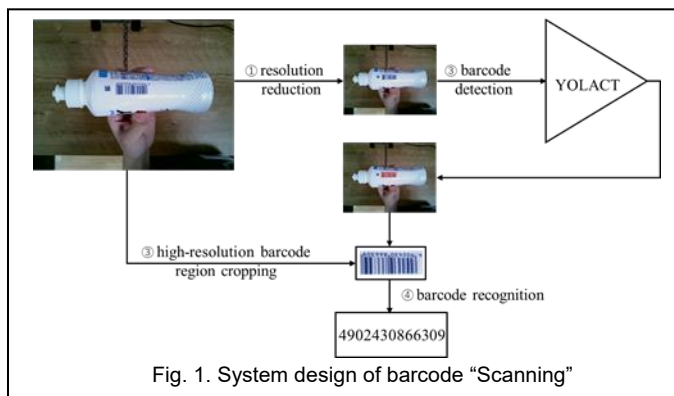 ① resolution
reduction
③ barcode
detection
YOLACT
③ high-resolution barcode
region cropping
④ barcode recognition
4902430866309
Fig. 1. System design of barcode “Scanning”